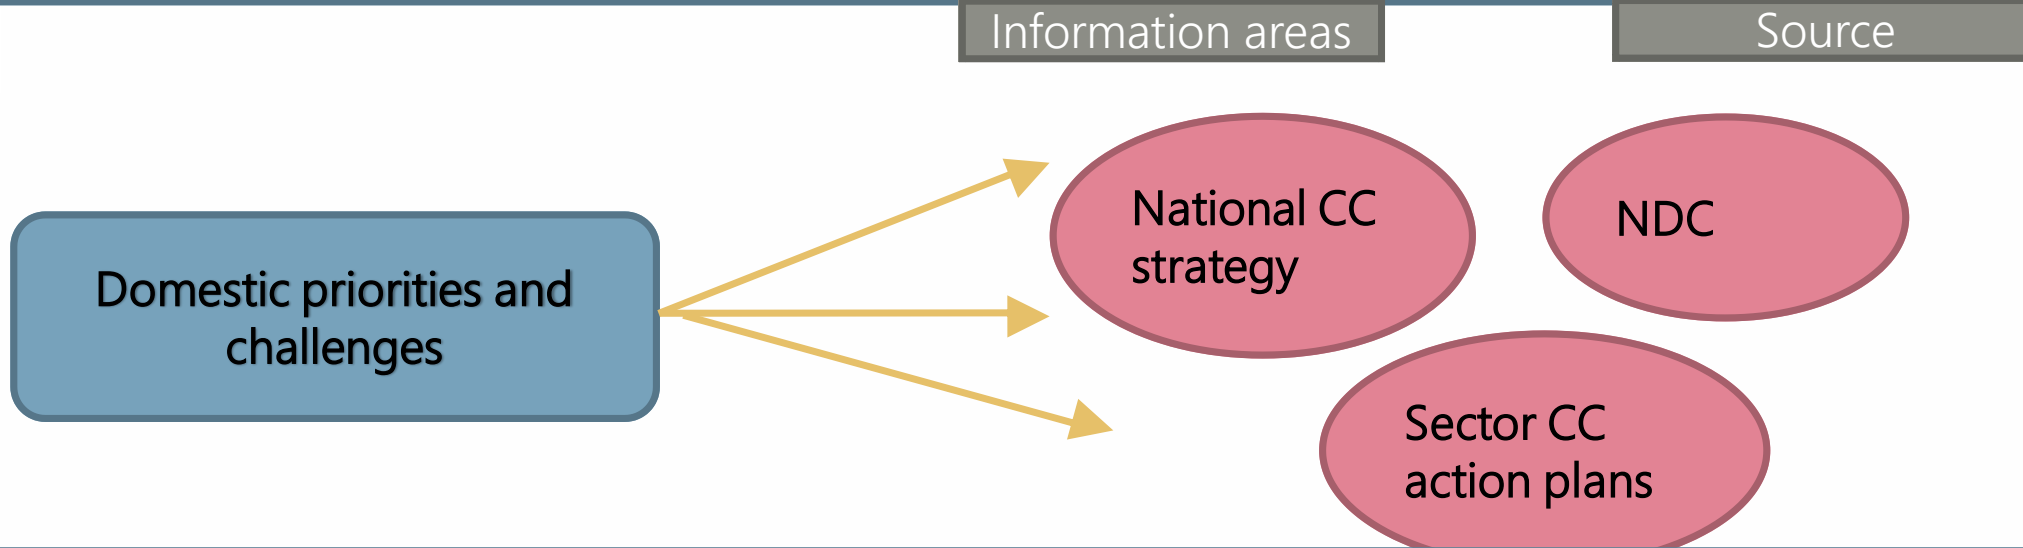 Information areas
Source
Domestic priorities and
challenges
National CC
strategy
NDC
Sector CC
action plans